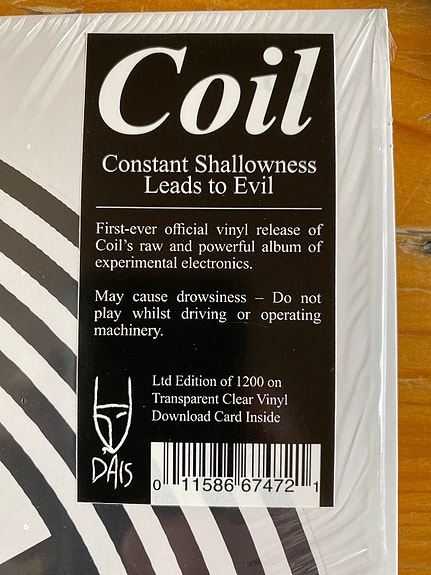 Coil
Constant Shallowness
Leads to Evil
First-ever official vinyl release of
Coil's raw and powerful album of
experimental electronics.
May cause drowsiness – Do not
play whilst driving or operating
machinery.
Ltd Edition of 1200 on
Transparent Clear Vinyl
Download Card Inside
DAIS
0 11586 67472 1